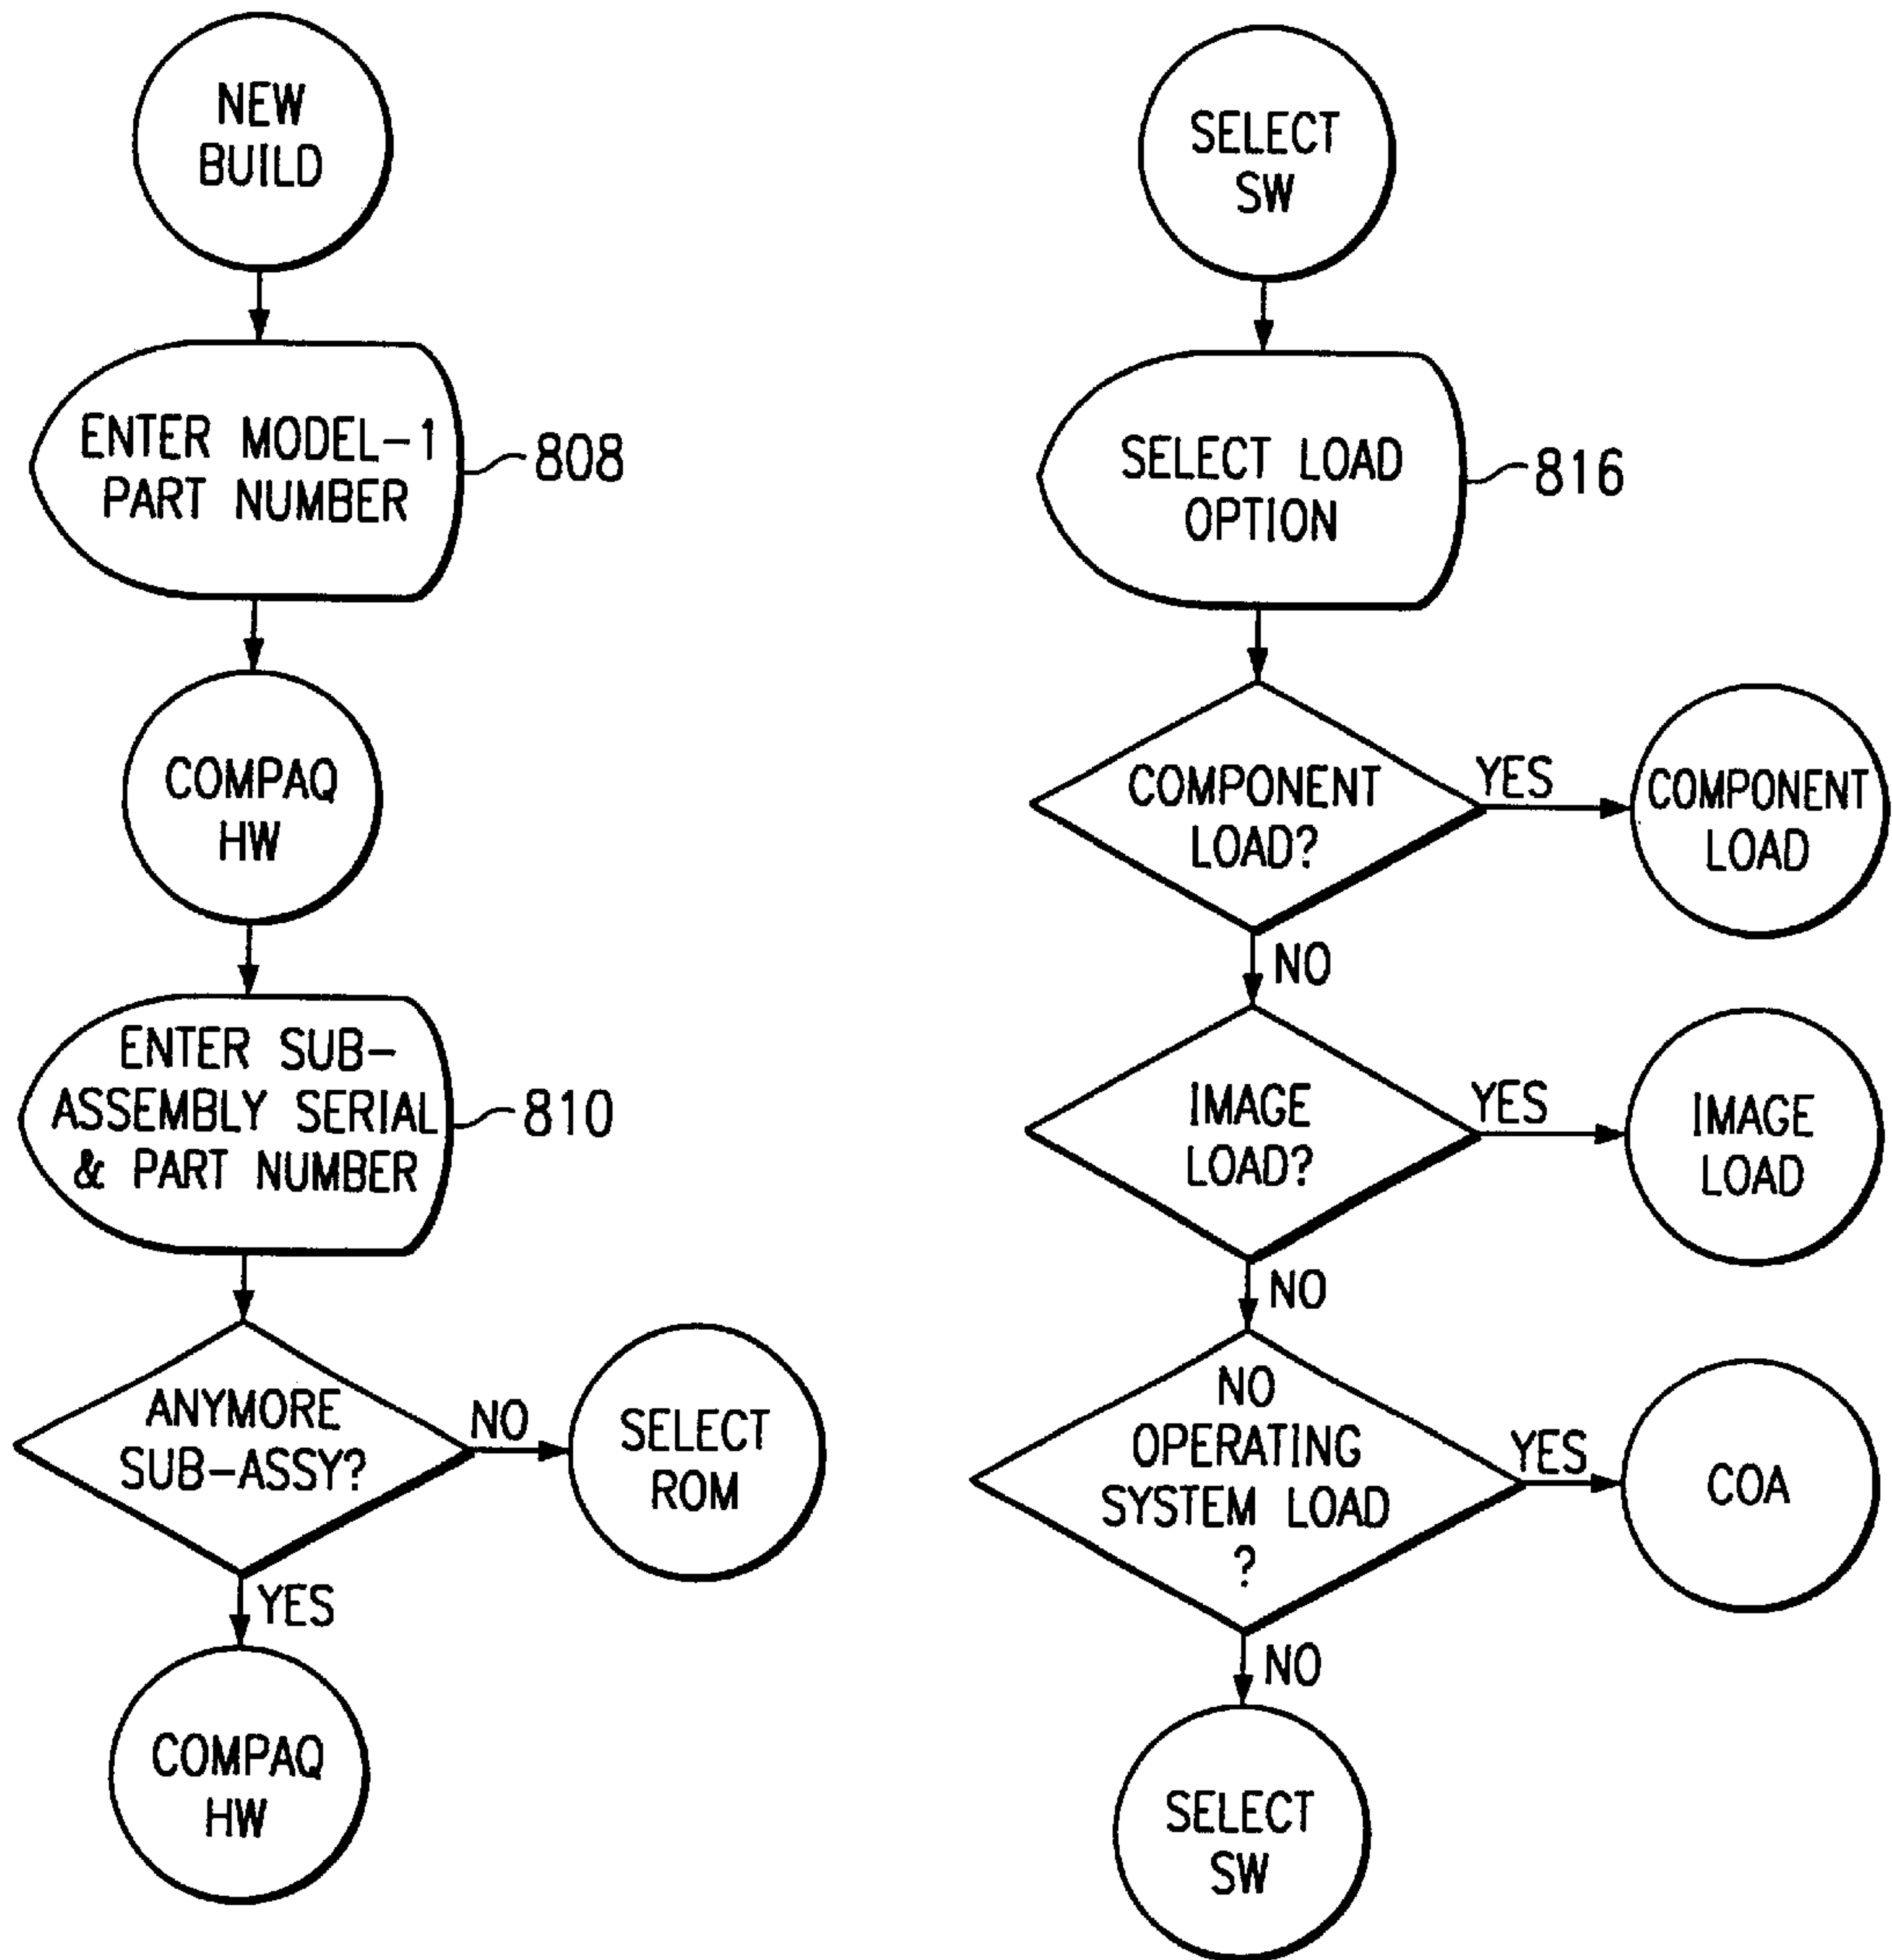 NEW
BUILD
ENTER MODEL-1
PART NUMBER
808
COMPAQ
HW
ENTER SUB-
ASSEMBLY SERIAL
& PART NUMBER
810
ANYMORE
SUB-ASSY?
NO
SELECT
ROM
YES
COMPAQ
HW
SELECT
SW
SELECT LOAD
OPTION
816
COMPONENT
LOAD?
YES
COMPONENT
LOAD
NO
IMAGE
LOAD?
YES
IMAGE
LOAD
NO
NO
OPERATING
SYSTEM LOAD
?
YES
COA
NO
SELECT
SW